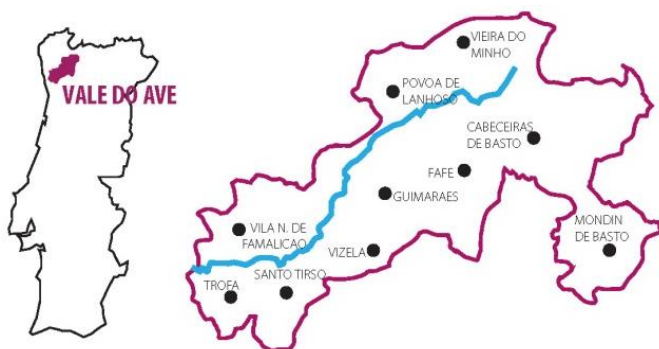 VALE DO AVE
VIEIRA DO
MINHO
POVOA DE
LANHOSO
CABECEIRAS
DE BASTO
FAFE
GUIMARAES
MONDIN
DE BASTO
VILA N. DE
FAMALICAO
VIZELA
SANTO TIRSO
TROFA